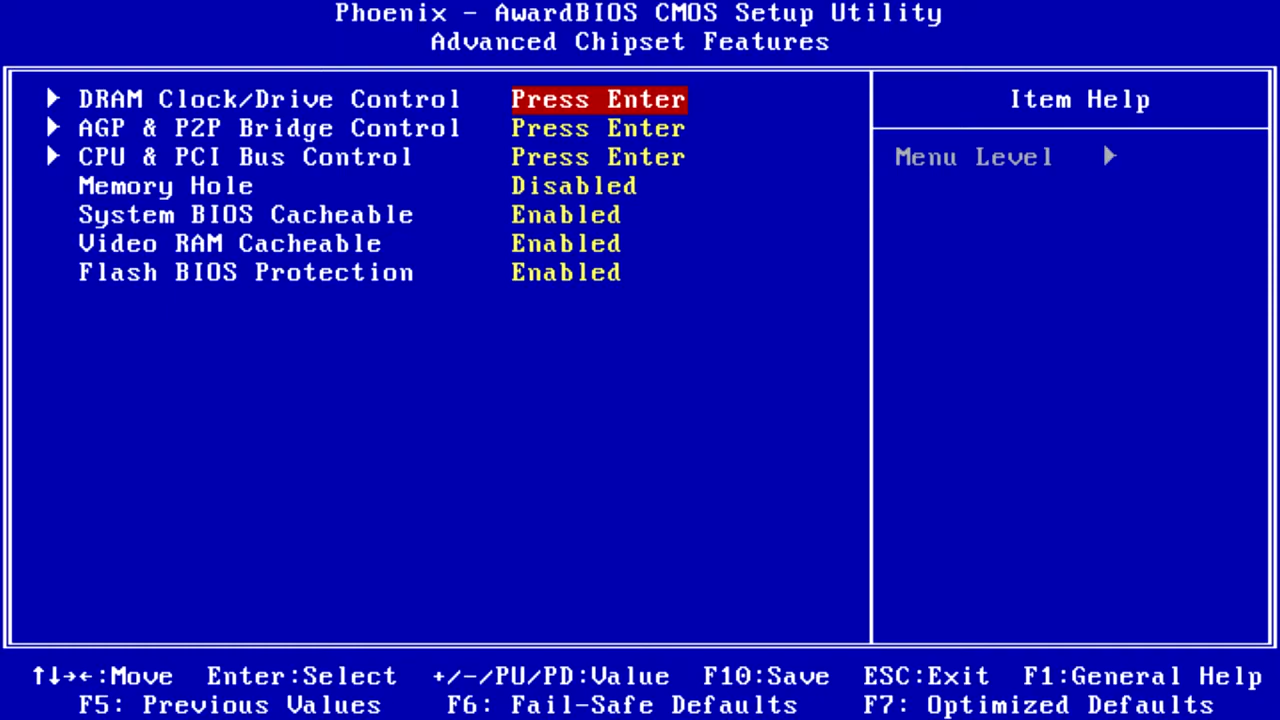 Phoenix - AwardBIOS CMOS Setup Utility
Advanced Chipset Features
DRAM Clock/Drive Control Press Enter
AGP & P2P Bridge Control Press Enter
CPU & PCI Bus Control Press Enter
Memory Hole Disabled
System BIOS Cacheable Enabled
Video RAM Cacheable Enabled
Flash BIOS Protection Enabled
Item Help
Menu Level
↑↓→←:Move Enter:Select +/-/PU/PD:Value F10:Save ESC:Exit F1:General Help
F5: Previous Values F6: Fail-Safe Defaults F7: Optimized Defaults